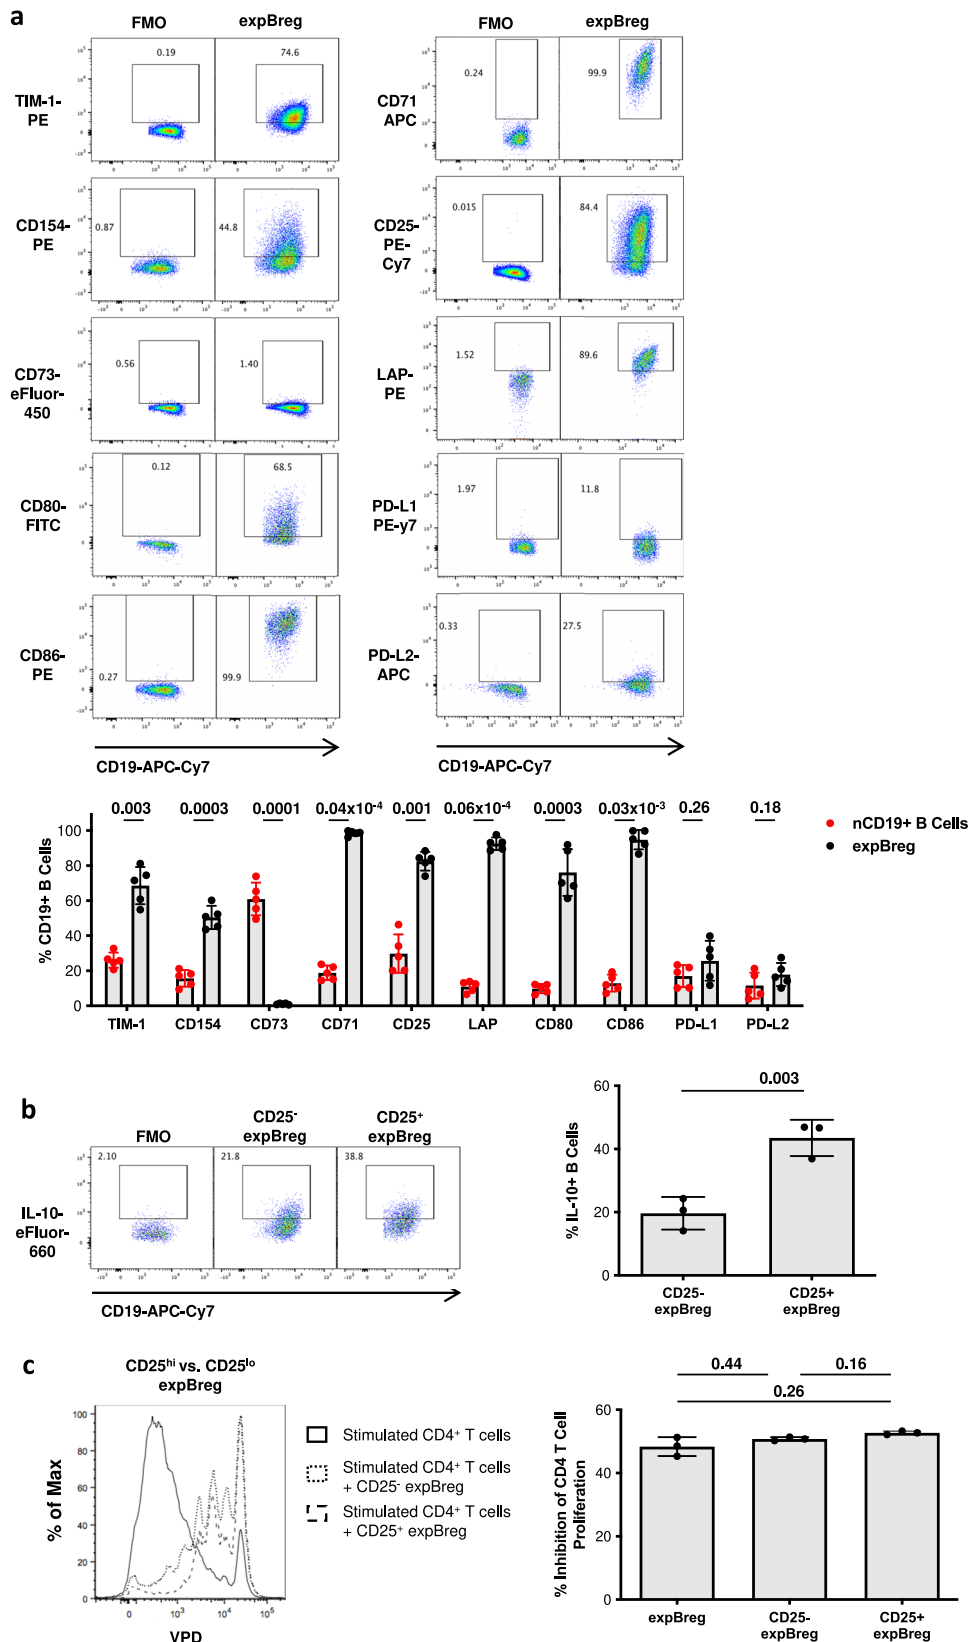 a
FMO
expBreg
FMO
expBreg
TIM-1-
PE
0.19
74.6
CD71
APC
0.24
99.9
CD154-
PE
0.87
44.8
CD25-
PE-
Cy7
0.015
84.4
CD73-
eFluor-
450
0.56
1.40
LAP-
PE
1.52
89.6
CD80-
FITC
0.12
68.5
PD-L1
PE-y7
1.97
11.8
CD86-
PE
0.27
99.9
PD-L2-
APC
0.33
27.5
CD19-APC-Cy7
CD19-APC-Cy7
0.003 0.0003 0.0001 0.04x10⁻⁴ 0.001 0.06x10⁻⁴ 0.0003 0.03x10⁻³ 0.26 0.18
nCD19+ B Cells
expBreg
% CD19+ B Cells
100
80
60
40
20
0
TIM-1 CD154 CD73 CD71 CD25 LAP CD80 CD86 PD-L1 PD-L2
b
FMO
CD25⁻
expBreg
CD25⁺
expBreg
2.10
21.8
38.8
IL-10-
eFluor-
660
CD19-APC-Cy7
0.003
% IL-10+ B Cells
60
40
20
0
CD25-
expBreg
CD25+
expBreg
c
CD25ʰⁱ vs. CD25ˡᵒ
expBreg
% of Max
100
80
60
40
20
0
0 10³ 10⁴ 10⁵
VPD
Stimulated CD4⁺ T cells
Stimulated CD4⁺ T cells
+ CD25⁻ expBreg
Stimulated CD4⁺ T cells
+ CD25⁺ expBreg
0.44
0.16
0.26
% Inhibition of CD4 T Cell
Proliferation
60
40
20
0
expBreg
CD25-
expBreg
CD25+
expBreg